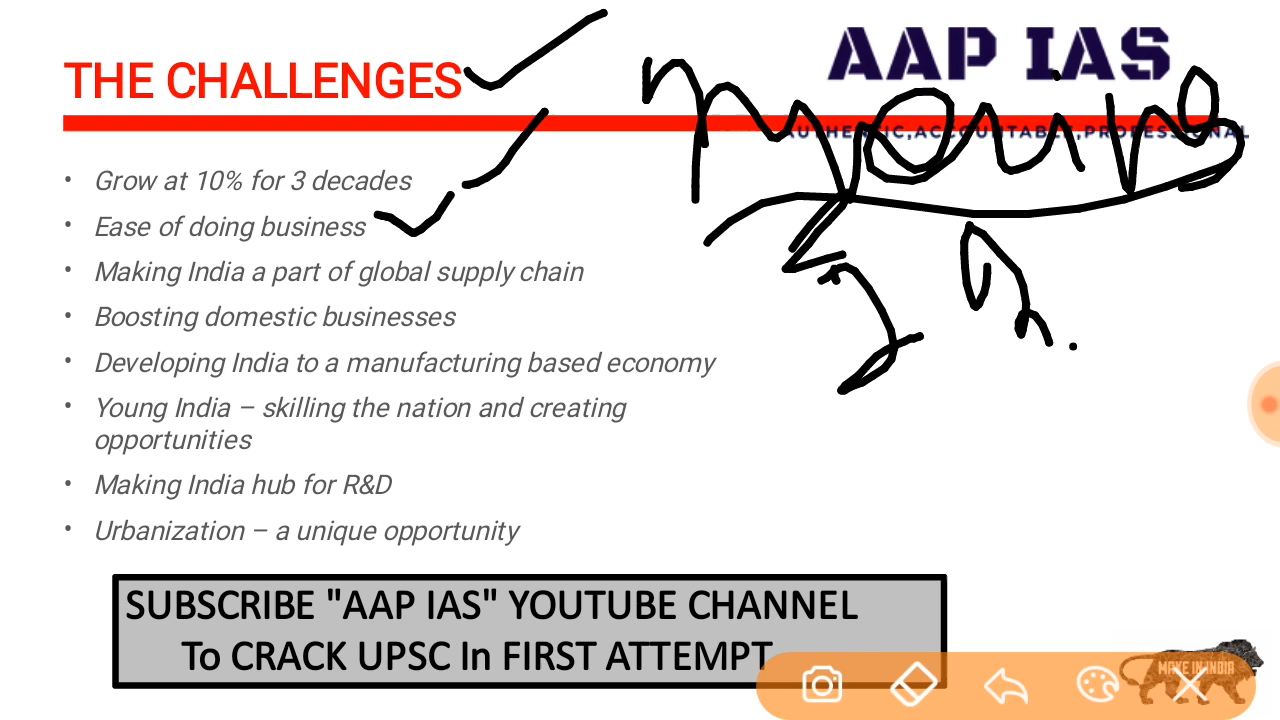 AAP IAS
THE CHALLENGES
AUTHENTIC,ACCOUNTABLE,PROFESSIONAL
• Grow at 10% for 3 decades
• Ease of doing business
• Making India a part of global supply chain
• Boosting domestic businesses
• Developing India to a manufacturing based economy
• Young India – skilling the nation and creating
opportunities
• Making India hub for R&D
• Urbanization – a unique opportunity
SUBSCRIBE "AAP IAS" YOUTUBE CHANNEL
To CRACK UPSC In FIRST ATTEMPT
MAKE IN INDIA